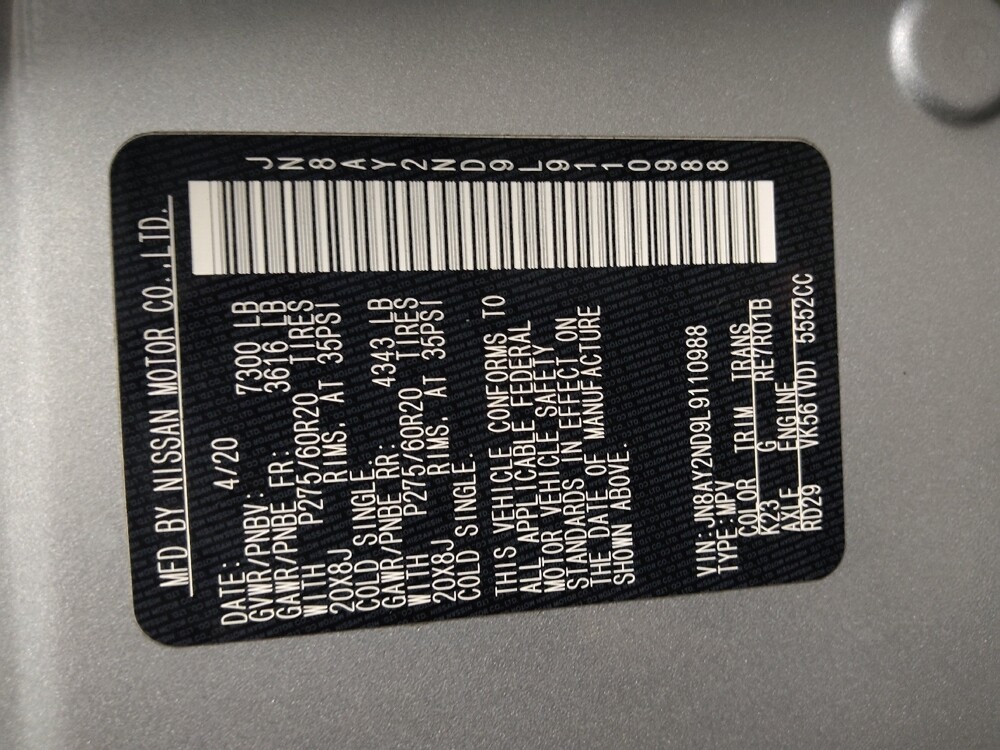 MFD BY NISSAN MOTOR CO.,LTD.
DATE: 4/20
GVWR/PNBV: 7300 LB
GAWR/PNBE FR: 3616 LB
WITH P275/60R20 TIRES
20X8J RIMS, AT 35PSI
COLD SINGLE.
GAWR/PNBE RR: 4343 LB
WITH P275/60R20 TIRES
20X8J RIMS, AT 35PSI
COLD SINGLE.
THIS VEHICLE CONFORMS TO
ALL APPLICABLE FEDERAL
MOTOR VEHICLE SAFETY
STANDARDS IN EFFECT ON
THE DATE OF MANUFACTURE
SHOWN ABOVE.
VIN:JN8AY2ND9L9110988
TYPE:MPV
COLOR TRIM TRANS
K23 G RE7R01B
AXLE ENGINE
RD29 VK56(VD) 5552CC
JN8AY2ND9L9110988